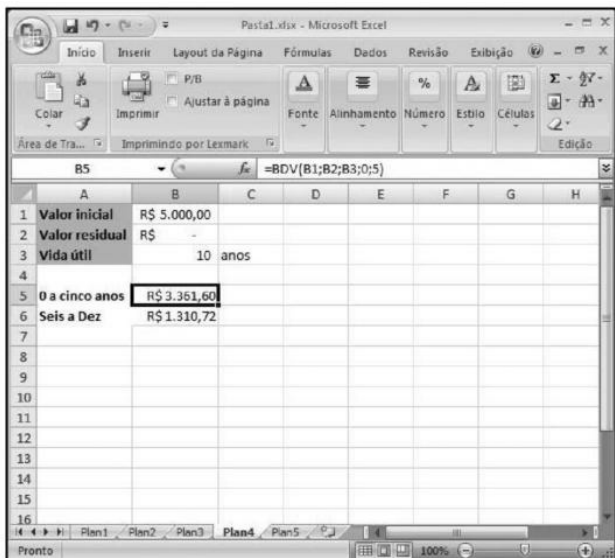 Pasta1.xlsx - Microsoft Excel
Início Inserir Layout da Página Fórmulas Dados Revisão Exibição
Colar
Área de Tra...
Imprimir
P/B
Ajustar à página
Imprimindo por Lexmark
Fonte
Alinhamento
%
Número
Estilo
Células
Σ
Edição
B5 fx =BDV(B1;B2;B3;0;5)
A B C D E F G H
1 Valor inicial R$ 5.000,00
2 Valor residual R$ -
3 Vida útil 10 anos
4
5 0 a cinco anos R$ 3.361,60
6 Seis a Dez R$ 1.310,72
7
8
9
10
11
12
13
14
15
16
Plan1 Plan2 Plan3 Plan4 Plan5
Pronto 100%